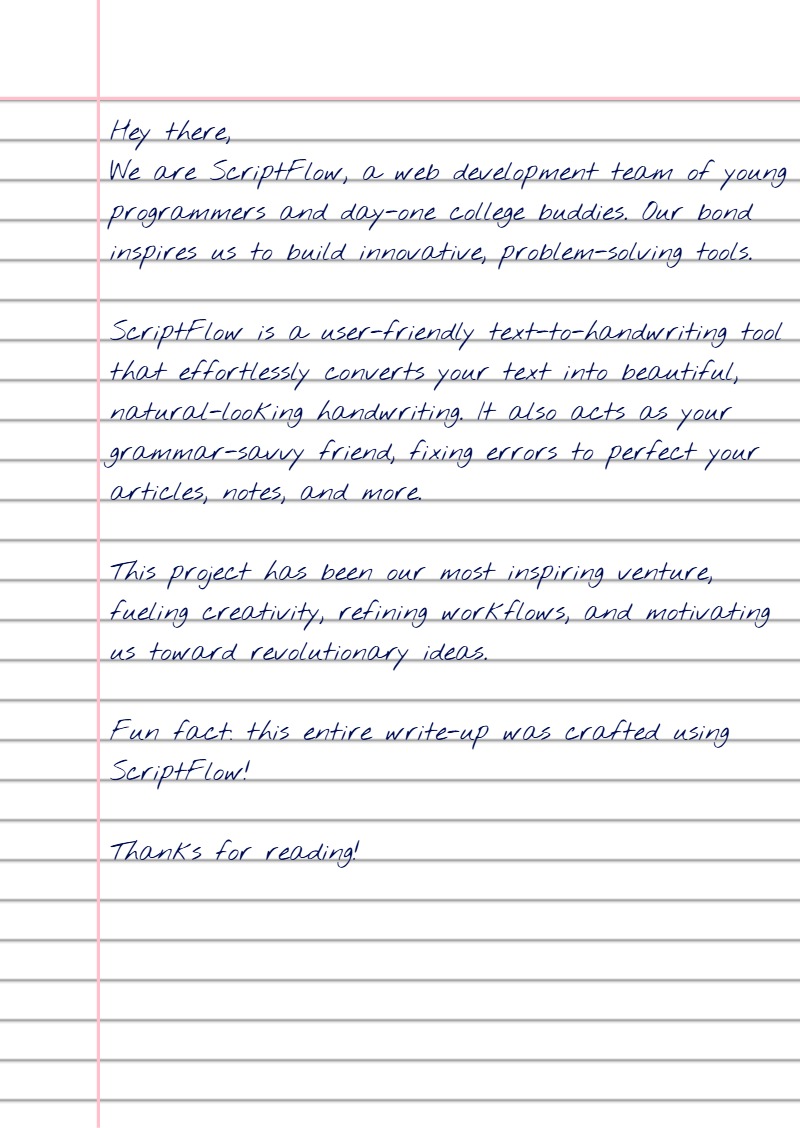 Hey there,
We are ScriptFlow, a web development team of young
programmers and day-one college buddies. Our bond
inspires us to build innovative, problem-solving tools.
ScriptFlow is a user-friendly text-to-handwriting tool
that effortlessly converts your text into beautiful,
natural-looking handwriting. It also acts as your
grammar-savvy friend, fixing errors to perfect your
articles, notes, and more.
This project has been our most inspiring venture,
fueling creativity, refining workflows, and motivating
us toward revolutionary ideas.
Fun fact: this entire write-up was crafted using
ScriptFlow!
Thanks for reading!